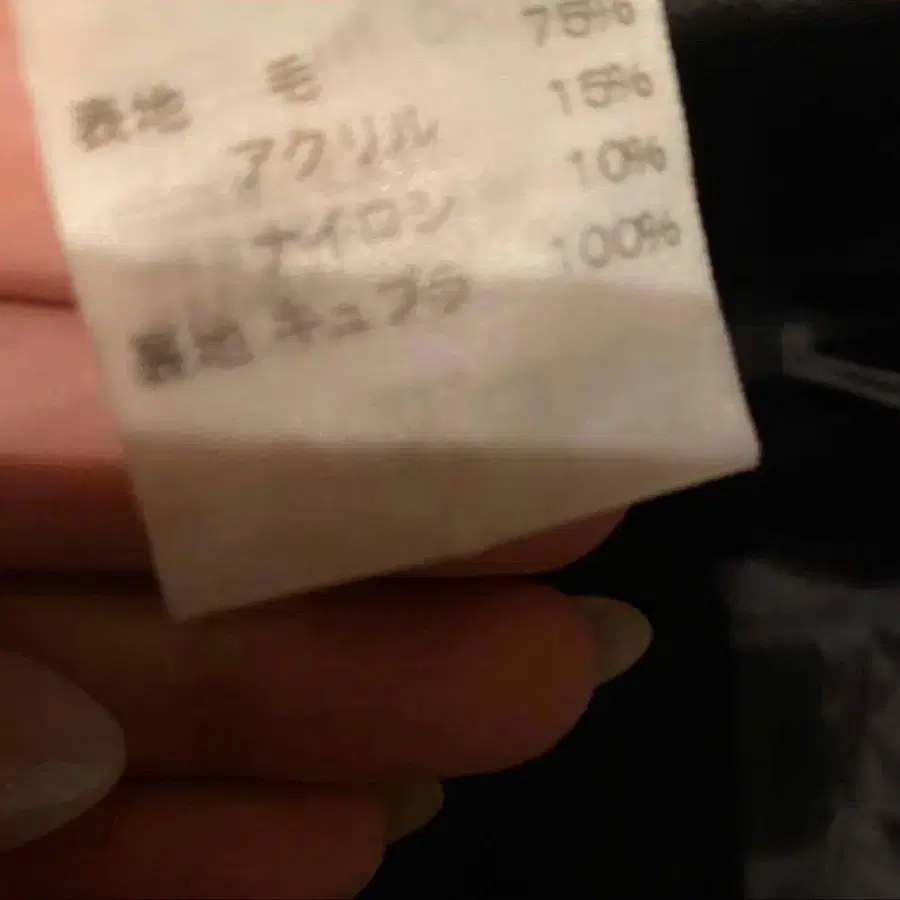 表地 毛 75%
アクリル 15%
ナイロン 10%
裏地 キュプラ 100%